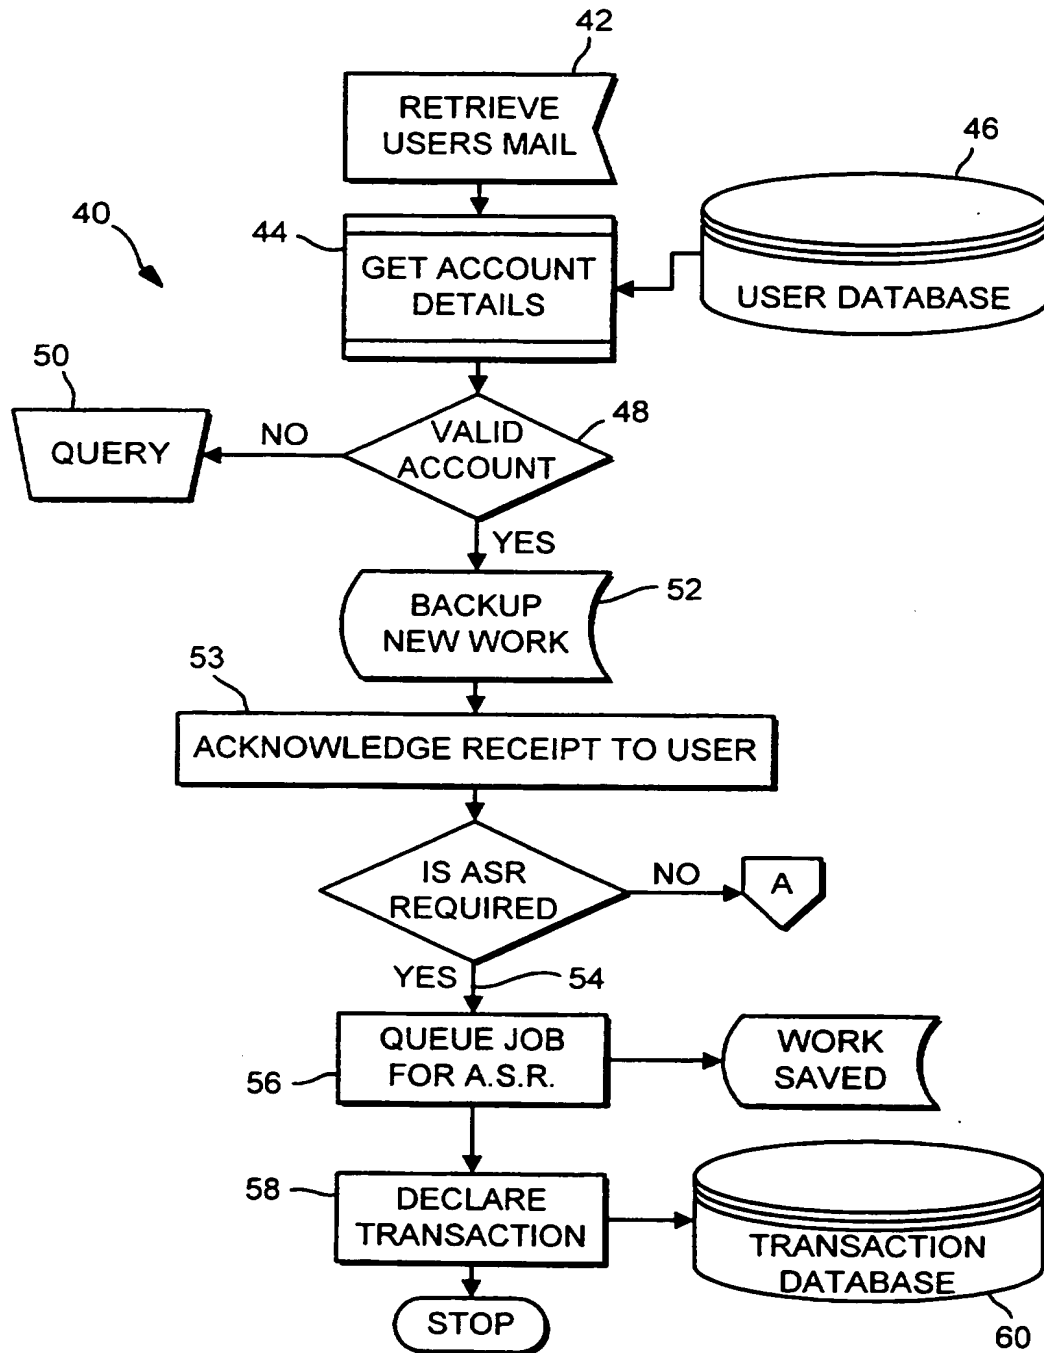 42
RETRIEVE
USERS MAIL
46
40
44
GET ACCOUNT
DETAILS
USER DATABASE
50
QUERY
NO
VALID
ACCOUNT
48
YES
BACKUP
NEW WORK
52
53
ACKNOWLEDGE RECEIPT TO USER
IS ASR
REQUIRED
NO
A
YES
54
QUEUE JOB
FOR A.S.R.
56
WORK
SAVED
58
DECLARE
TRANSACTION
TRANSACTION
DATABASE
STOP
60